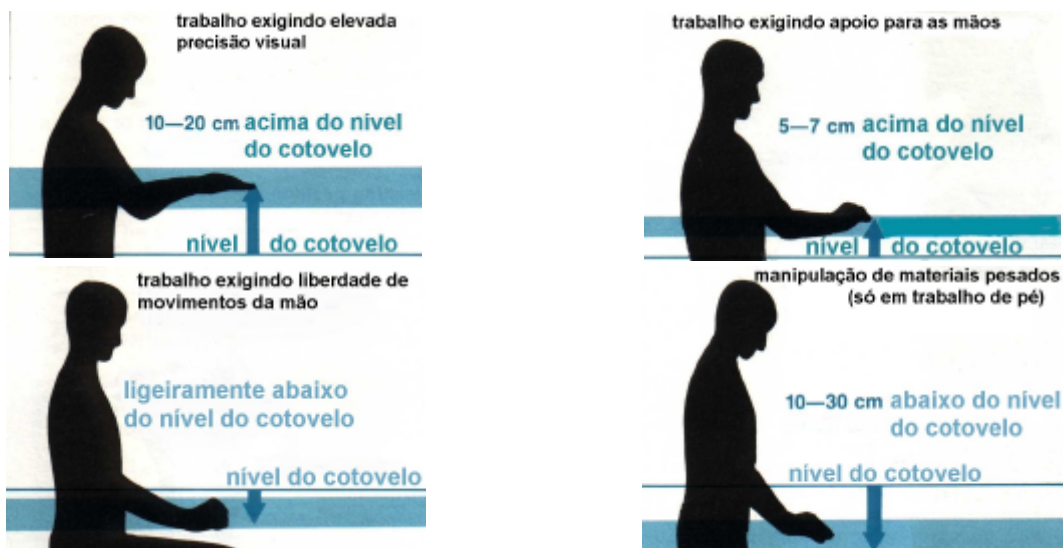 trabalho exigindo elevada
precisão visual
10—20 cm acima do nível
do cotovelo
nível do cotovelo
trabalho exigindo apoio para as mãos
5—7 cm acima do nível
do cotovelo
nível do cotovelo
trabalho exigindo liberdade de
movimentos da mão
ligeiramente abaixo
do nível do cotovelo
nível do cotovelo
manipulação de materiais pesados
(só em trabalho de pé)
10—30 cm abaixo do nível
do cotovelo
nível do cotovelo